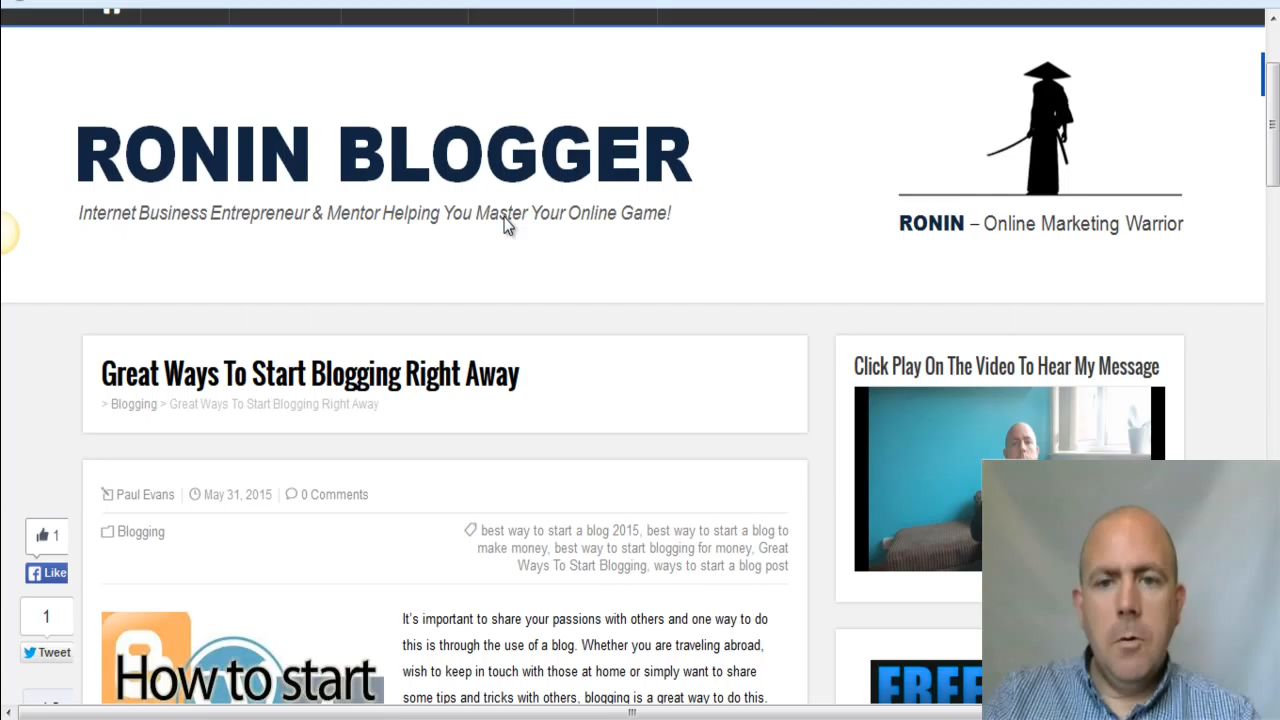 RONIN BLOGGER
Internet Business Entrepreneur & Mentor Helping You Master Your Online Game!
RONIN – Online Marketing Warrior
Great Ways To Start Blogging Right Away
> Blogging > Great Ways To Start Blogging Right Away
Click Play On The Video To Hear My Message
Paul Evans May 31, 2015 0 Comments
Blogging
best way to start a blog 2015, best way to start a blog to
make money, best way to start blogging for money, Great
Ways To Start Blogging, ways to start a blog post
1
Like
1
Tweet
How to start
It's important to share your passions with others and one way to do
this is through the use of a blog. Whether you are traveling abroad,
wish to keep in touch with those at home or simply want to share
some tips and tricks with others, blogging is a great way to do this.
FREE